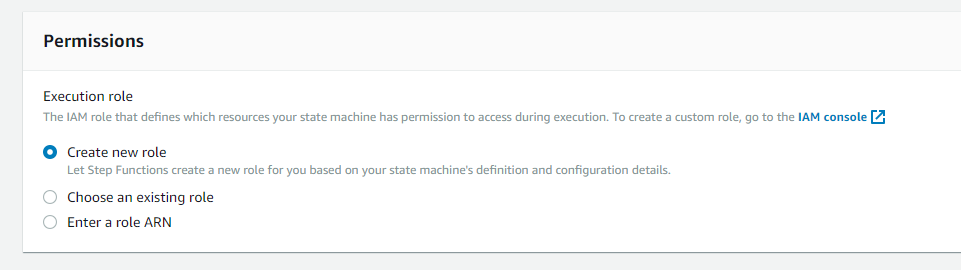 Permissions
Execution role
The IAM role that defines which resources your state machine has permission to access during execution. To create a custom role, go to the IAM console
Create new role
Let Step Functions create a new role for you based on your state machine's definition and configuration details.
Choose an existing role
Enter a role ARN